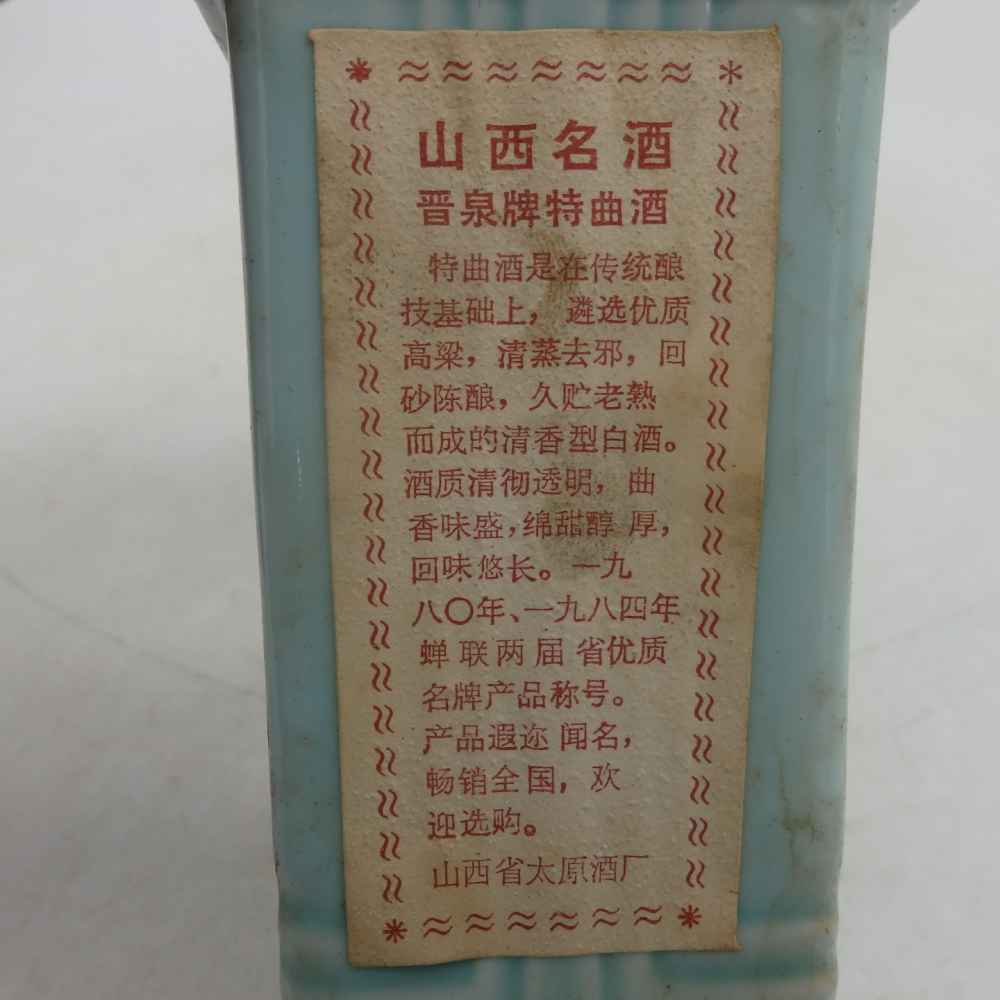 山西名酒
晋泉牌特曲酒
特曲酒是在传统酿
技基础上，遴选优质
高梁，清蒸去邪，回
砂陈酿，久贮老熟
而成的清香型白酒。
酒质清彻透明，曲
香味盛，绵甜醇厚，
回味悠长。一九
八〇年、一九八四年
蝉联两届省优质
名牌产品称号。
产品遐迩闻名，
畅销全国，欢
迎选购。
山西省太原酒厂